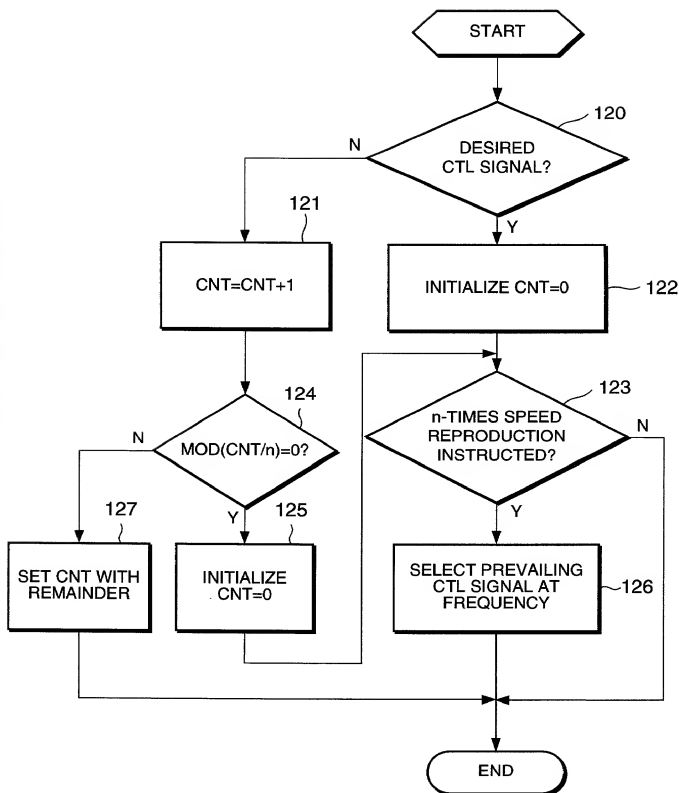 START
120
DESIRED
CTL SIGNAL?
N
Y
121
CNT=CNT+1
INITIALIZE CNT=0
122
124
MOD(CNT/n)=0?
N
Y
123
n-TIMES SPEED
REPRODUCTION
INSTRUCTED?
N
Y
127
SET CNT WITH
REMAINDER
125
INITIALIZE
CNT=0
SELECT PREVAILING
CTL SIGNAL AT
FREQUENCY
126
END